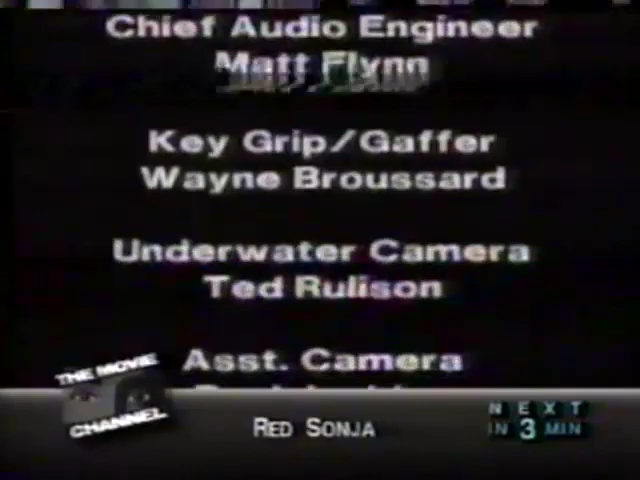 Chief Audio Engineer
Matt Flynn
Key Grip/Gaffer
Wayne Broussard
Underwater Camera
Ted Rulison
Asst. Camera
THE MOVIE
CHANNEL
RED SONJA
NEXT
IN 3 MIN